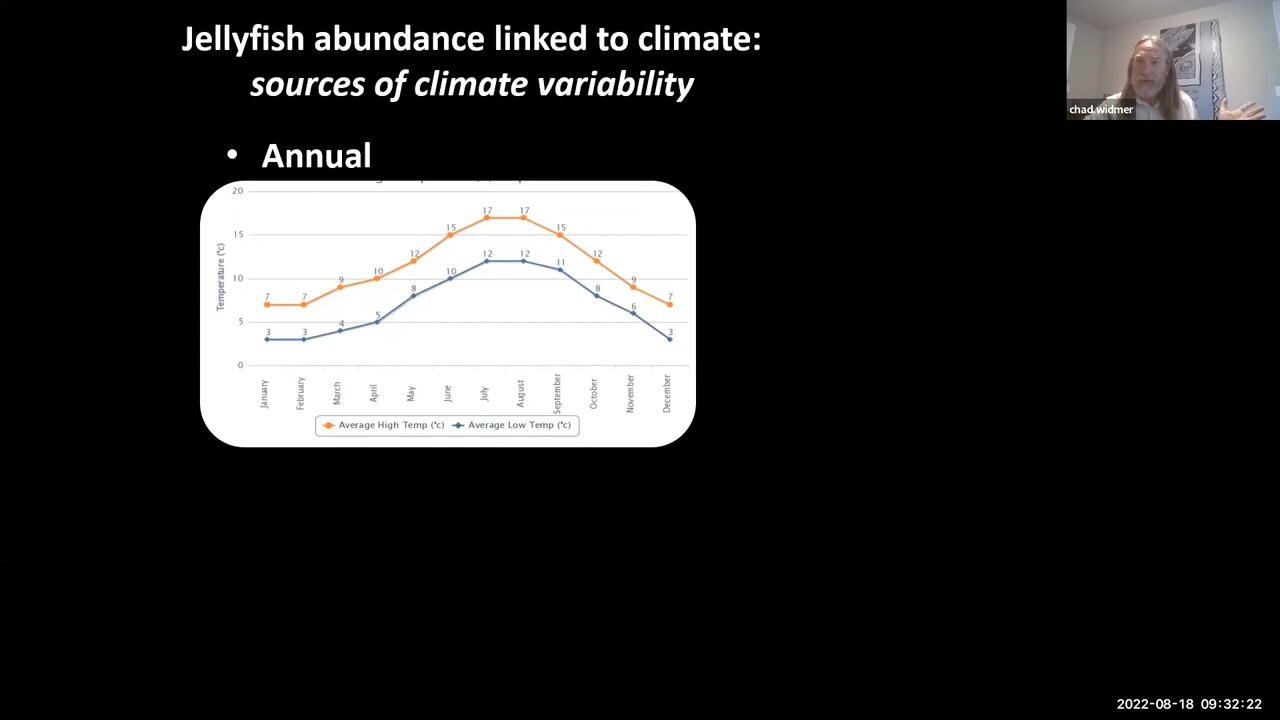 Jellyfish abundance linked to climate:
sources of climate variability
• Annual
chad.widmer
20
15
10
5
0
Temperature (°c)
7 7 9 10 12 15 17 17 15 12 9 7
3 3 4 5 8 10 12 12 11 8 6 3
January February March April May June July August September October November December
Average High Temp (°c) Average Low Temp (°c)
2022-08-18 09:32:22